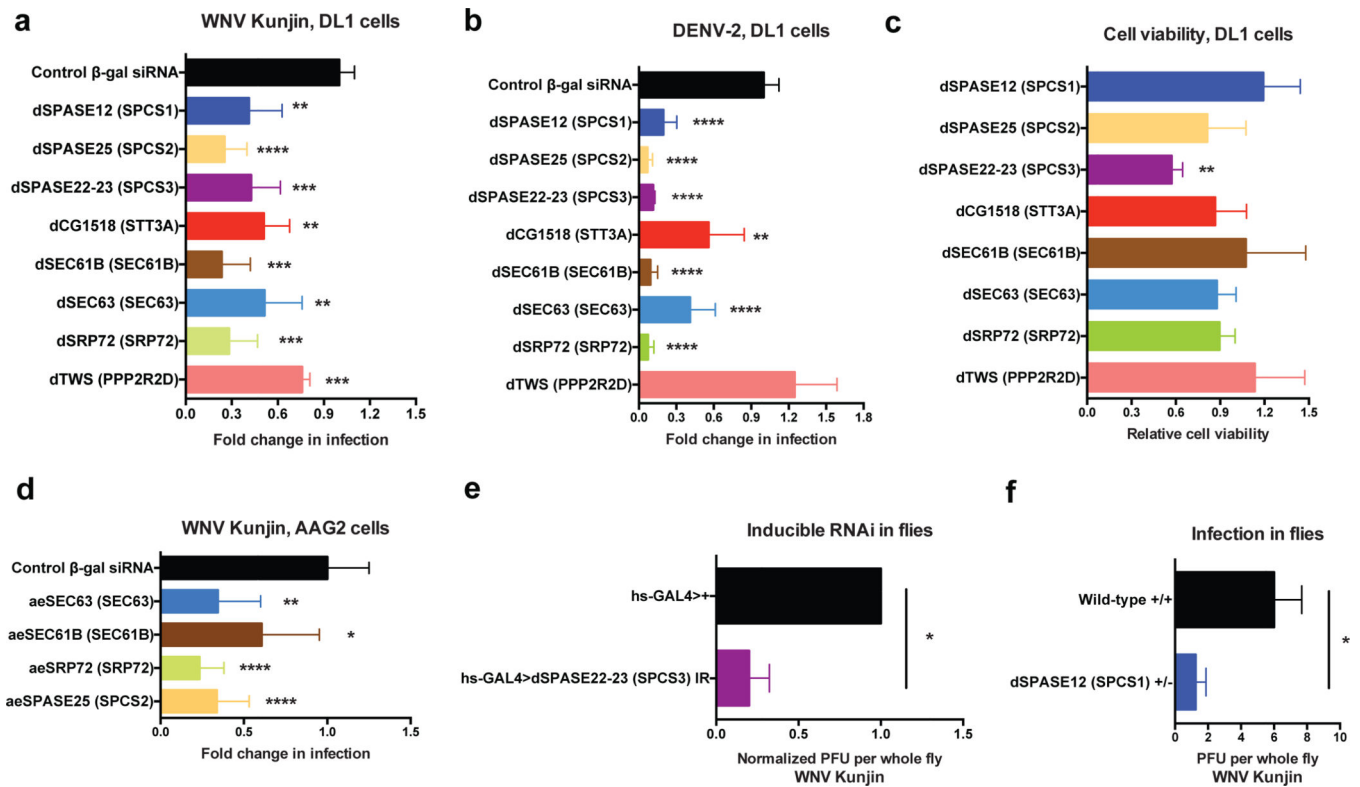 a
WNV Kunjin, DL1 cells
Control β-gal siRNA
dSPASE12 (SPCS1)
**
dSPASE25 (SPCS2)
****
dSPASE22-23 (SPCS3)
***
dCG1518 (STT3A)
**
dSEC61B (SEC61B)
***
dSEC63 (SEC63)
**
dSRP72 (SRP72)
***
dTWS (PPP2R2D)
***
0.0 0.3 0.6 0.9 1.2 1.5
Fold change in infection
b
DENV-2, DL1 cells
Control β-gal siRNA
dSPASE12 (SPCS1)
****
dSPASE25 (SPCS2)
****
dSPASE22-23 (SPCS3)
****
dCG1518 (STT3A)
**
dSEC61B (SEC61B)
****
dSEC63 (SEC63)
****
dSRP72 (SRP72)
****
dTWS (PPP2R2D)
0.0 0.3 0.6 0.9 1.2 1.5 1.8
Fold change in infection
c
Cell viability, DL1 cells
dSPASE12 (SPCS1)
dSPASE25 (SPCS2)
dSPASE22-23 (SPCS3)
**
dCG1518 (STT3A)
dSEC61B (SEC61B)
dSEC63 (SEC63)
dSRP72 (SRP72)
dTWS (PPP2R2D)
0.0 0.3 0.6 0.9 1.2 1.5
Relative cell viability
d
WNV Kunjin, AAG2 cells
Control β-gal siRNA
aeSEC63 (SEC63)
**
aeSEC61B (SEC61B)
*
aeSRP72 (SRP72)
****
aeSPASE25 (SPCS2)
****
0.0 0.5 1.0 1.5
Fold change in infection
e
Inducible RNAi in flies
hs-GAL4>+
*
hs-GAL4>dSPASE22-23 (SPCS3) IR
0.0 0.5 1.0 1.5
Normalized PFU per whole fly
WNV Kunjin
f
Infection in flies
Wild-type +/+
*
dSPASE12 (SPCS1) +/-
0 2 4 6 8 10
PFU per whole fly
WNV Kunjin